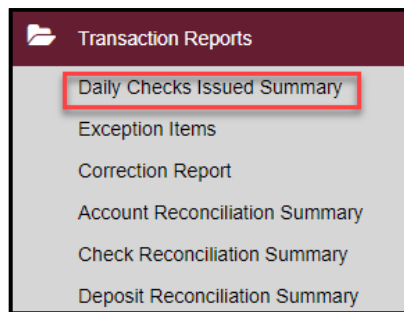 Transaction Reports
Daily Checks Issued Summary
Exception Items
Correction Report
Account Reconciliation Summary
Check Reconciliation Summary
Deposit Reconciliation Summary